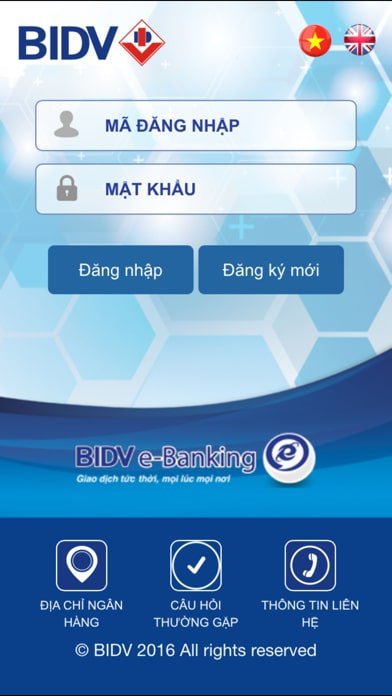 BIDV
MÃ ĐĂNG NHẬP
MẬT KHẨU
Đăng nhập
Đăng ký mới
BIDV e-Banking
Giao dịch tức thời, mọi lúc mọi nơi
ĐỊA CHỈ NGÂN
HÀNG
CÂU HỎI
THƯỜNG GẶP
THÔNG TIN LIÊN
HỆ
© BIDV 2016 All rights reserved